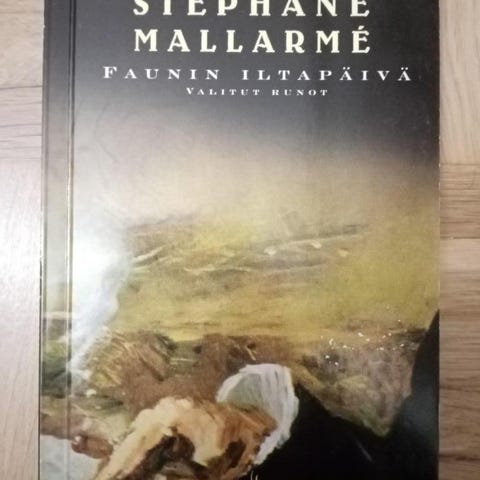 STÉPHANE
MALLARMÉ
FAUNIN ILTAPÄIVÄ
VALITUT RUNOT